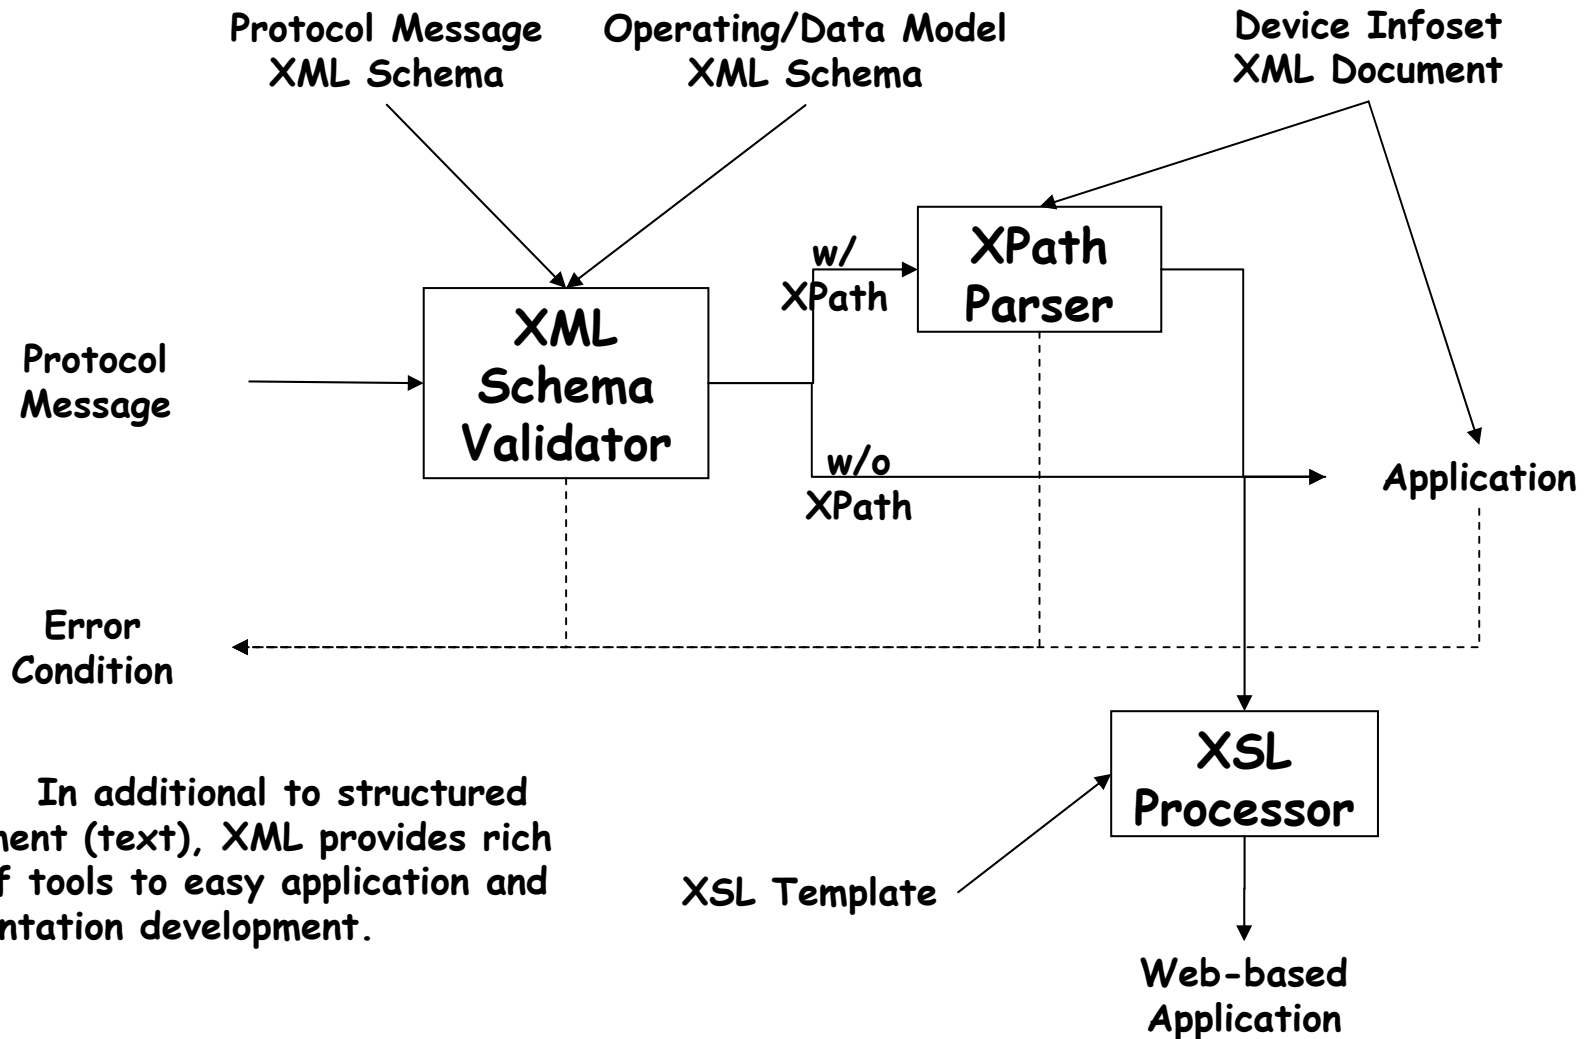 Protocol Message
XML Schema
Operating/Data Model
XML Schema
Device Infoset
XML Document
w/
XPath
XPath
Parser
XML
Schema
Validator
Protocol
Message
w/o
XPath
Application
Error
Condition
XSL
Processor
In additional to structured
(text), XML provides rich
tools to easy application and
development.
XSL Template
Web-based
Application